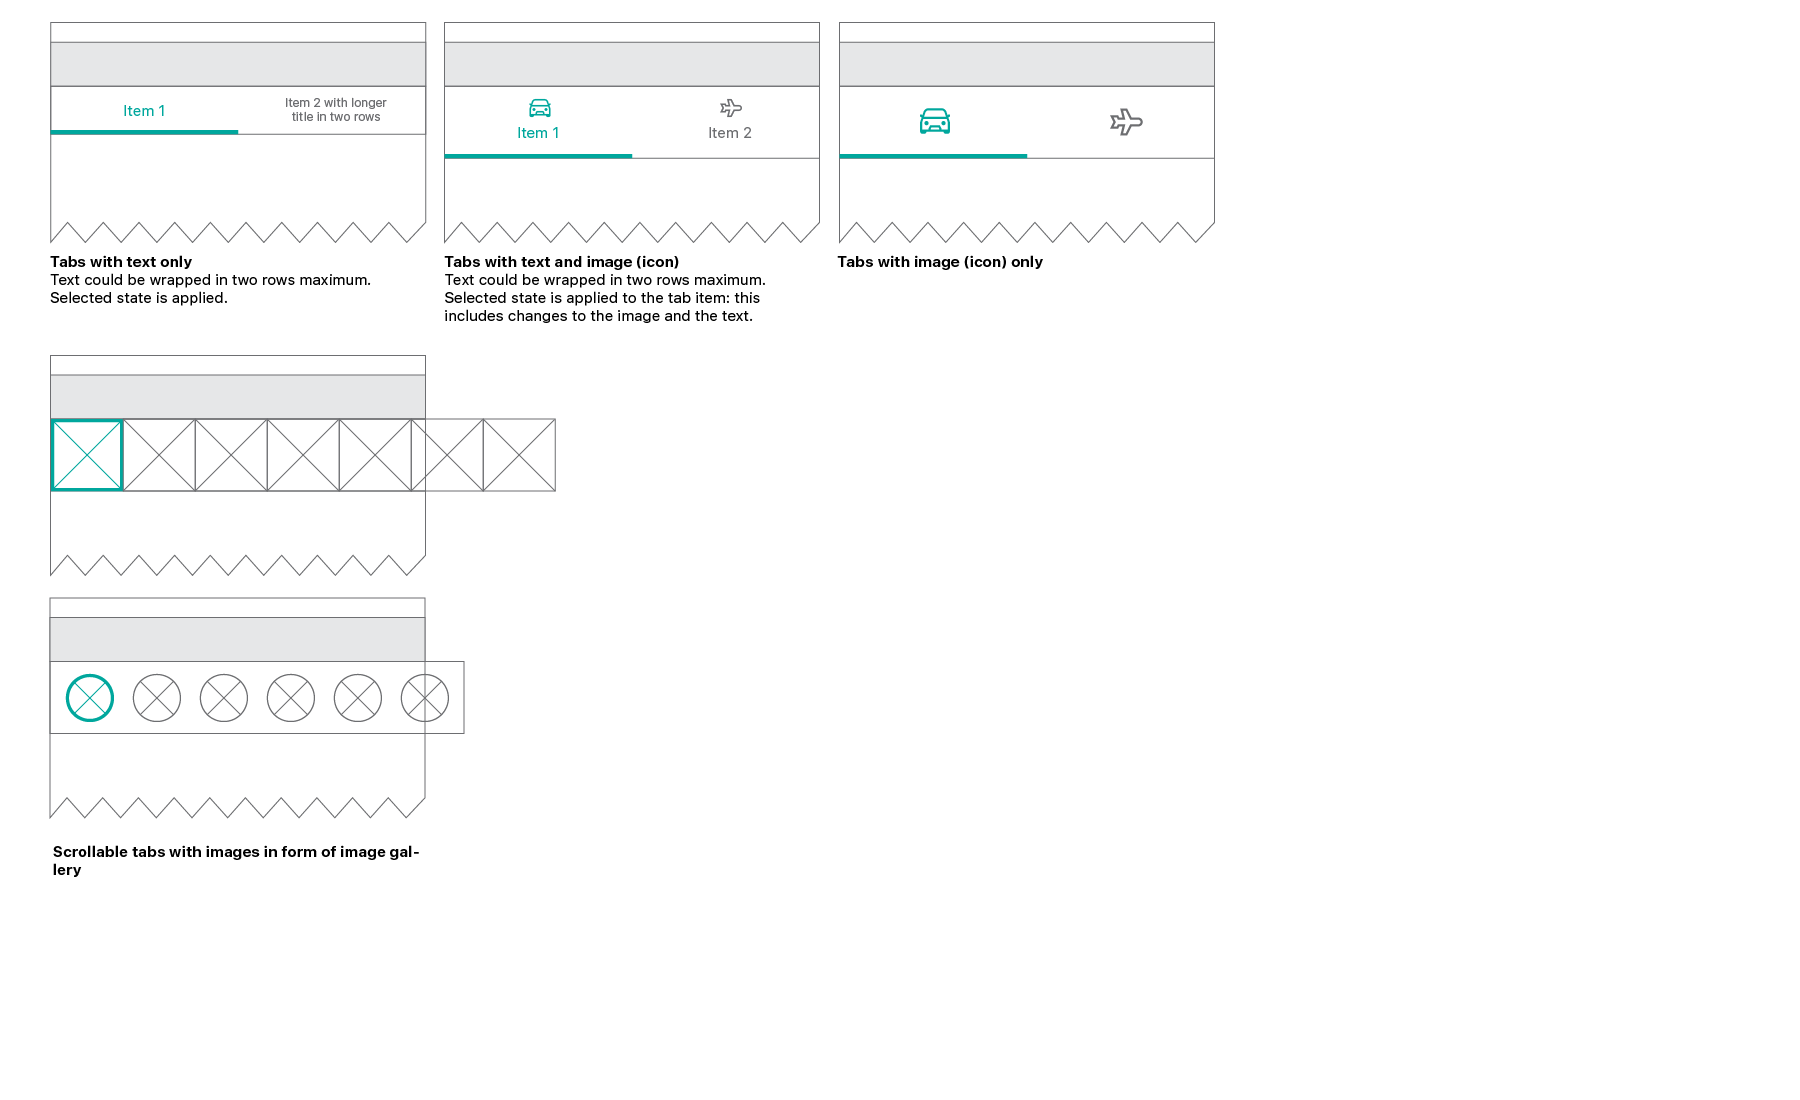 Item 1
Item 2 with longer
title in two rows
Item 1
Item 2
Tabs with text only
Text could be wrapped in two rows maximum.
Selected state is applied.
Tabs with text and image (icon)
Text could be wrapped in two rows maximum.
Selected state is applied to the tab item: this
includes changes to the image and the text.
Tabs with image (icon) only
Scrollable tabs with images in form of image gal-
lery